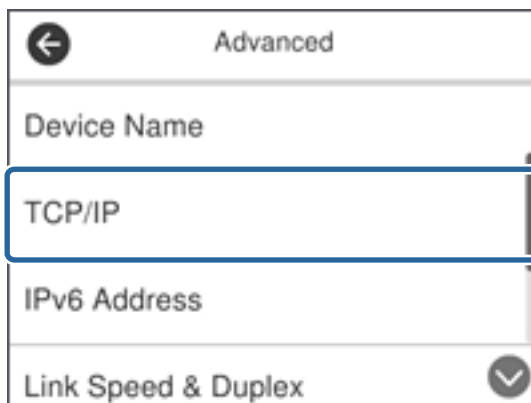 Advanced
Device Name
TCP/IP
IPv6 Address
Link Speed & Duplex